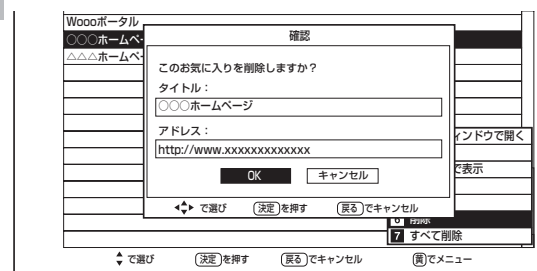 Woooポータル
○○○ホームペー
△△△ホームペー
確認
このお気に入りを削除しますか？
タイトル：
○○○ホームページ
アドレス：
http://www.xxxxxxxxxxxxx
OK キャンセル
で選び 決定を押す 戻るでキャンセル
ィンドウで開く
で表示
6 削除
7 すべて削除
で選び 決定を押す 戻るでキャンセル 黄でメニュー